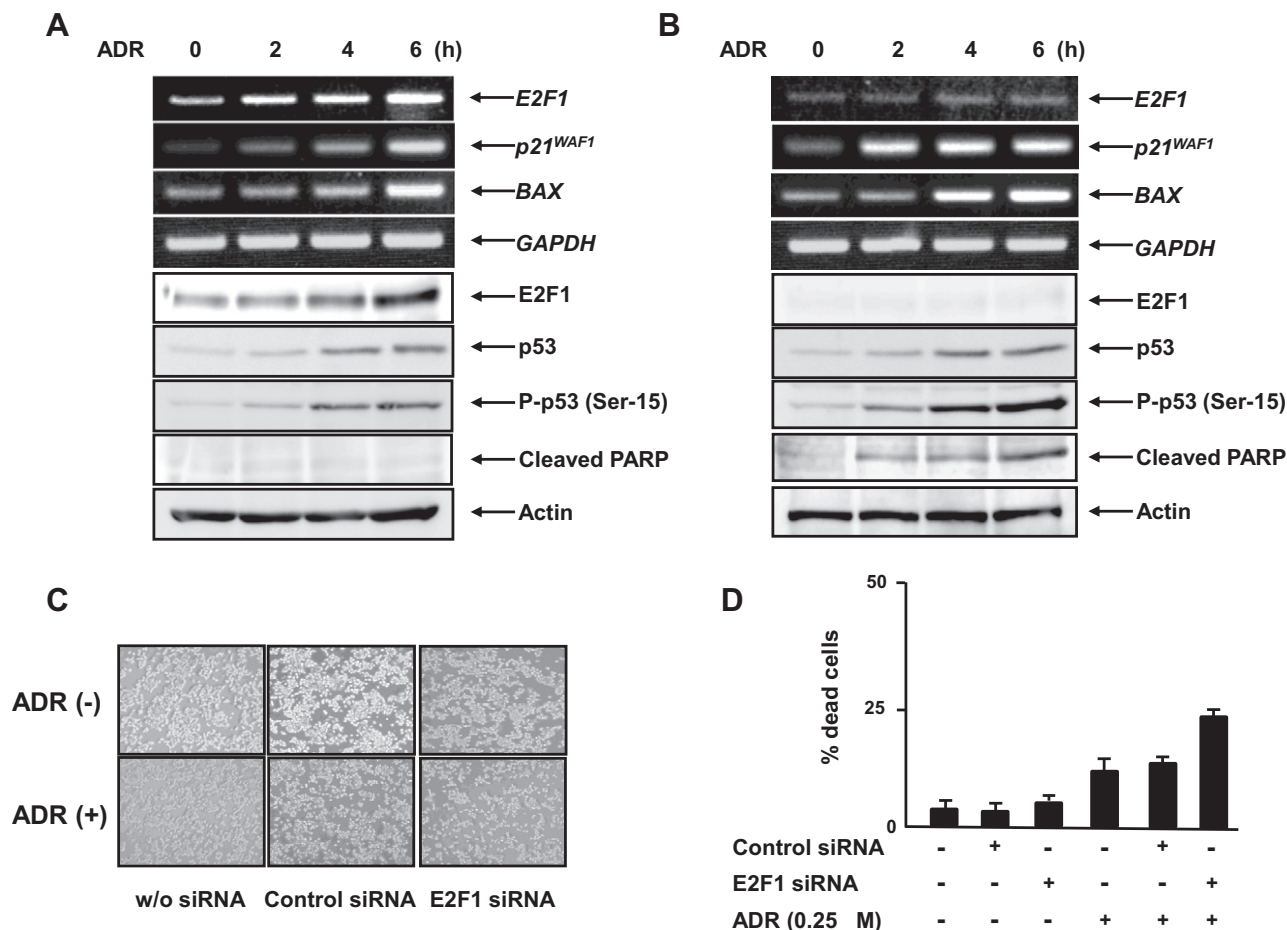 A
ADR 0 2 4 6 (h)
E2F1
p21WAF1
BAX
GAPDH
E2F1
p53
P-p53 (Ser-15)
Cleaved PARP
Actin
B
ADR 0 2 4 6 (h)
E2F1
p21WAF1
BAX
GAPDH
E2F1
p53
P-p53 (Ser-15)
Cleaved PARP
Actin
C
ADR (-)
ADR (+)
w/o siRNA Control siRNA E2F1 siRNA
D
% dead cells
50
25
0
Control siRNA - + - - + -
E2F1 siRNA - - + - - +
ADR (0.25 M) - - - + + +